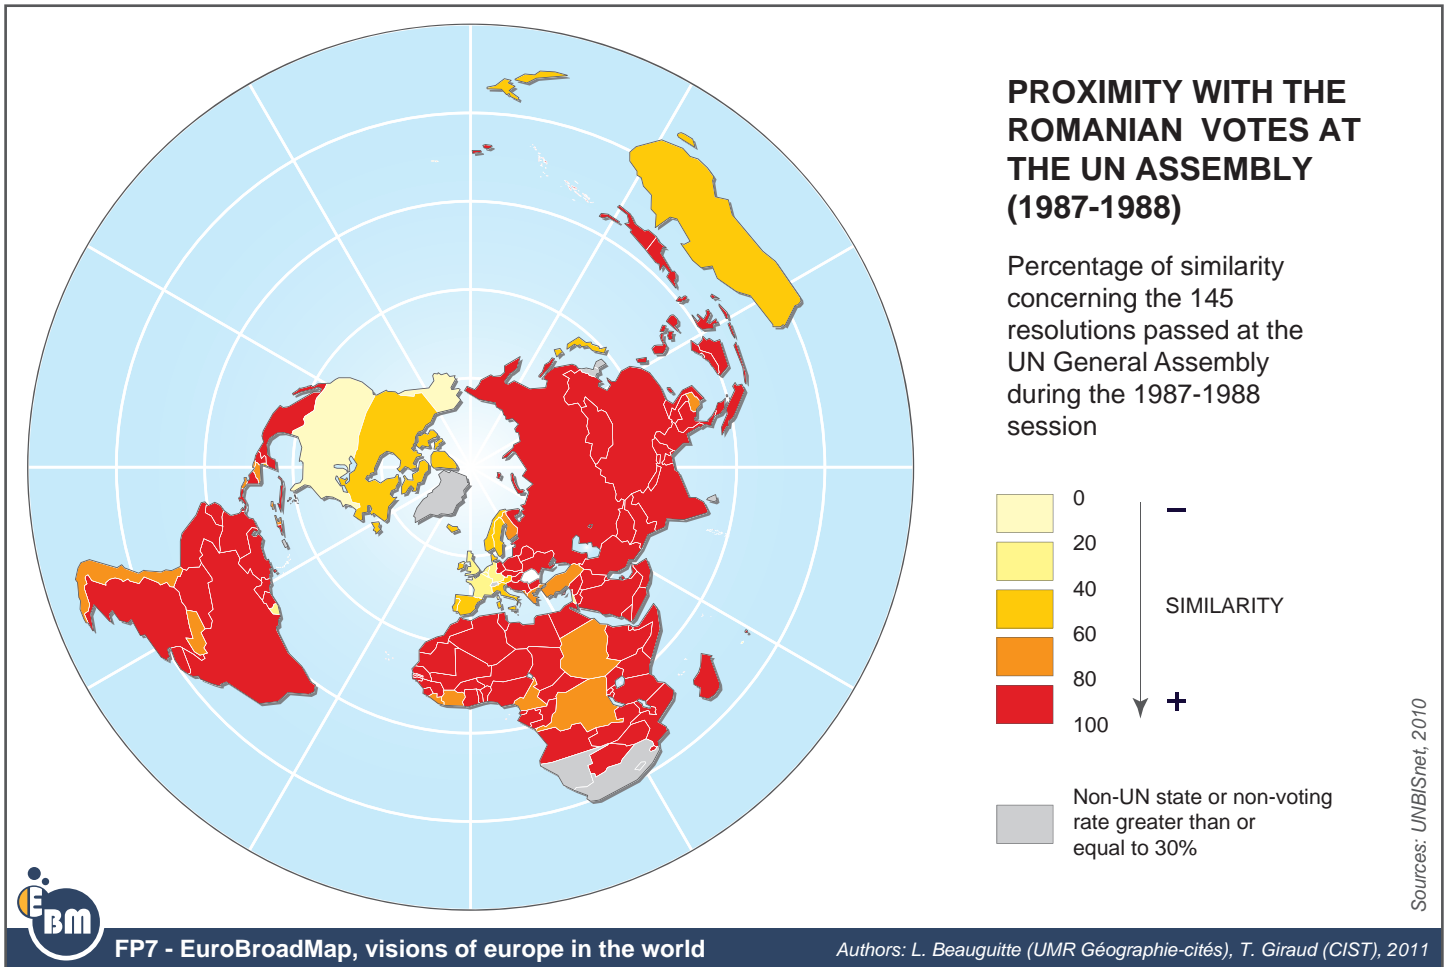 PROXIMITY WITH THE
ROMANIAN VOTES AT
THE UN ASSEMBLY
(1987-1988)
Percentage of similarity
concerning the 145
resolutions passed at the
UN General Assembly
during the 1987-1988
session
0
20
40
60
80
100
–
SIMILARITY
+
Non-UN state or non-voting
rate greater than or
equal to 30%
Sources: UNBISnet, 2010
EBM
FP7 - EuroBroadMap, visions of europe in the world
Authors: L. Beauguitte (UMR Géographie-cités), T. Giraud (CIST), 2011